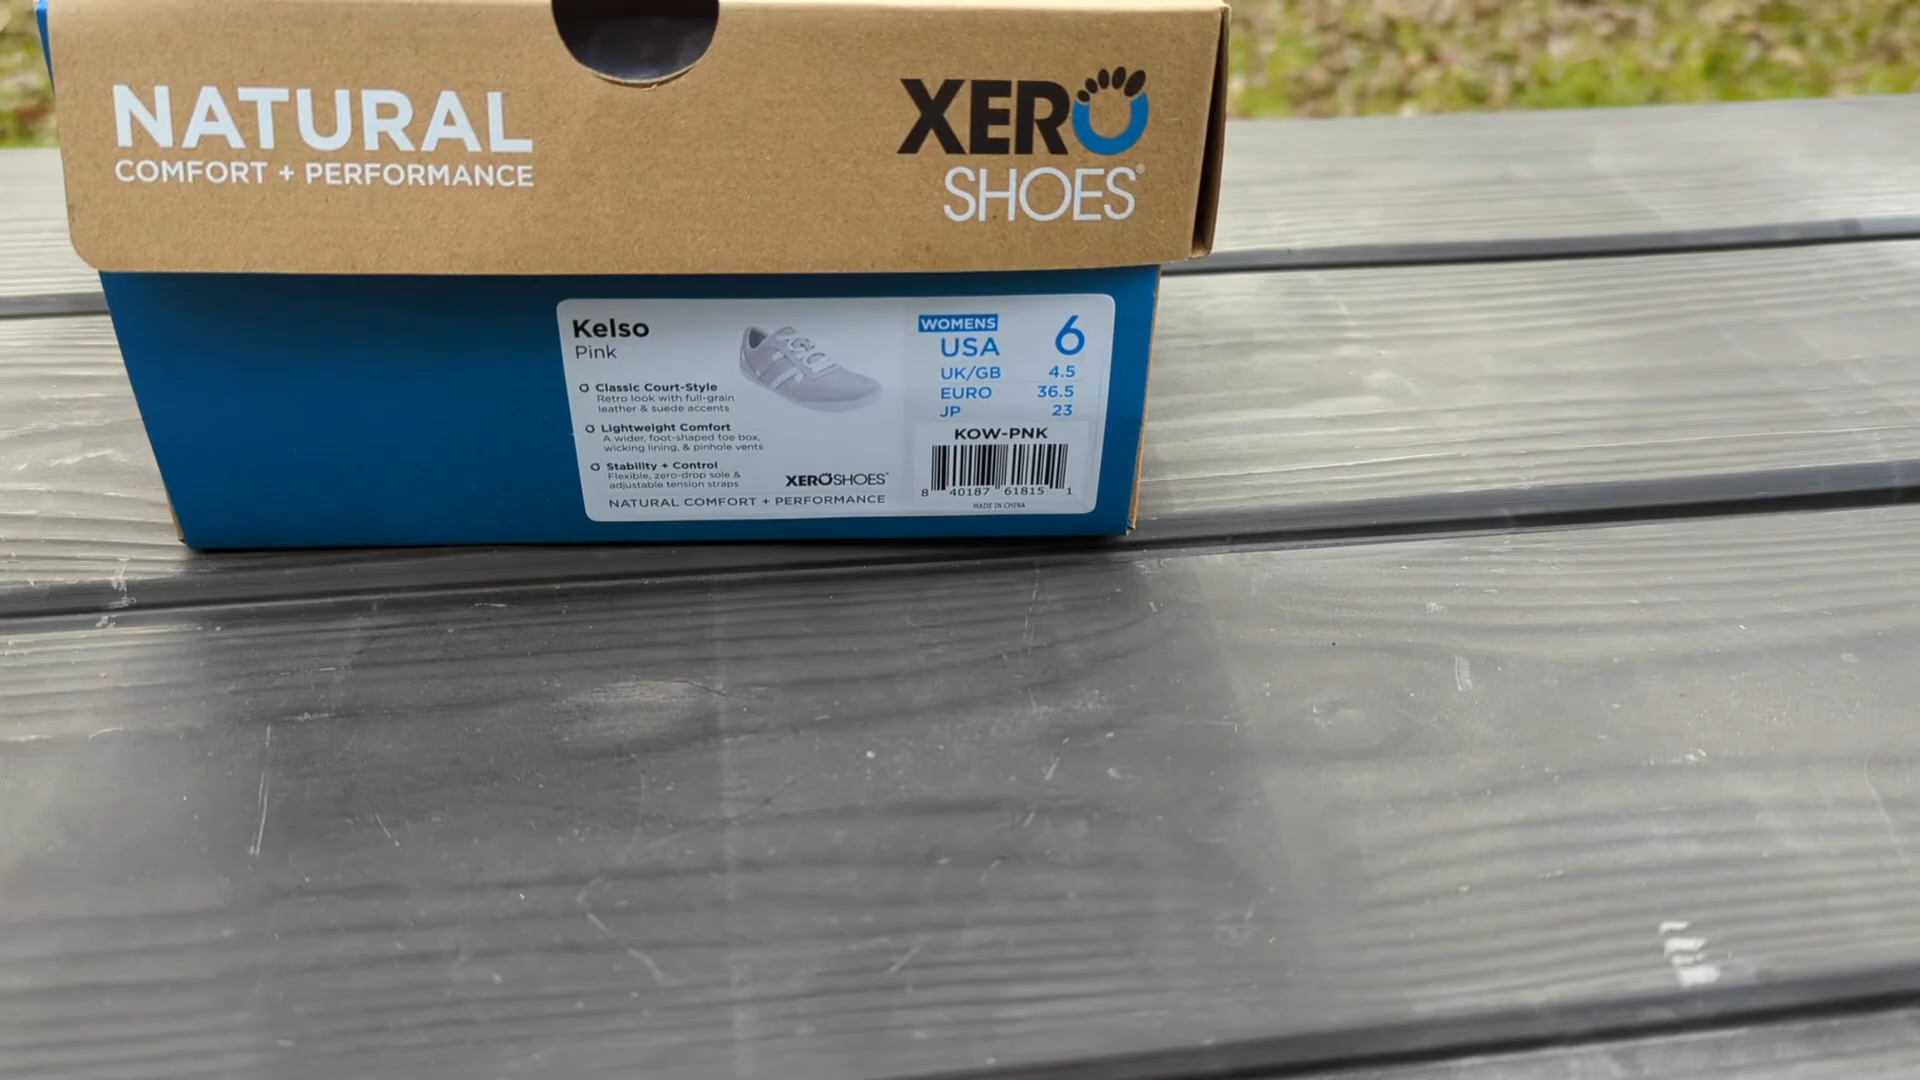 NATURAL
COMFORT + PERFORMANCE
XERO
SHOES®
Kelso
Pink
Classic Court-Style
Retro look with full-grain
leather & suede accents
Lightweight Comfort
A wider, foot-shaped toe box,
wicking lining, & pinhole vents
Stability + Control
Flexible, zero-drop sole &
adjustable tension straps
XEROSHOES®
NATURAL COMFORT + PERFORMANCE
WOMENS
USA 6
UK/GB 4.5
EURO 36.5
JP 23
KOW-PNK
8 40187 61815 1
MADE IN CHINA